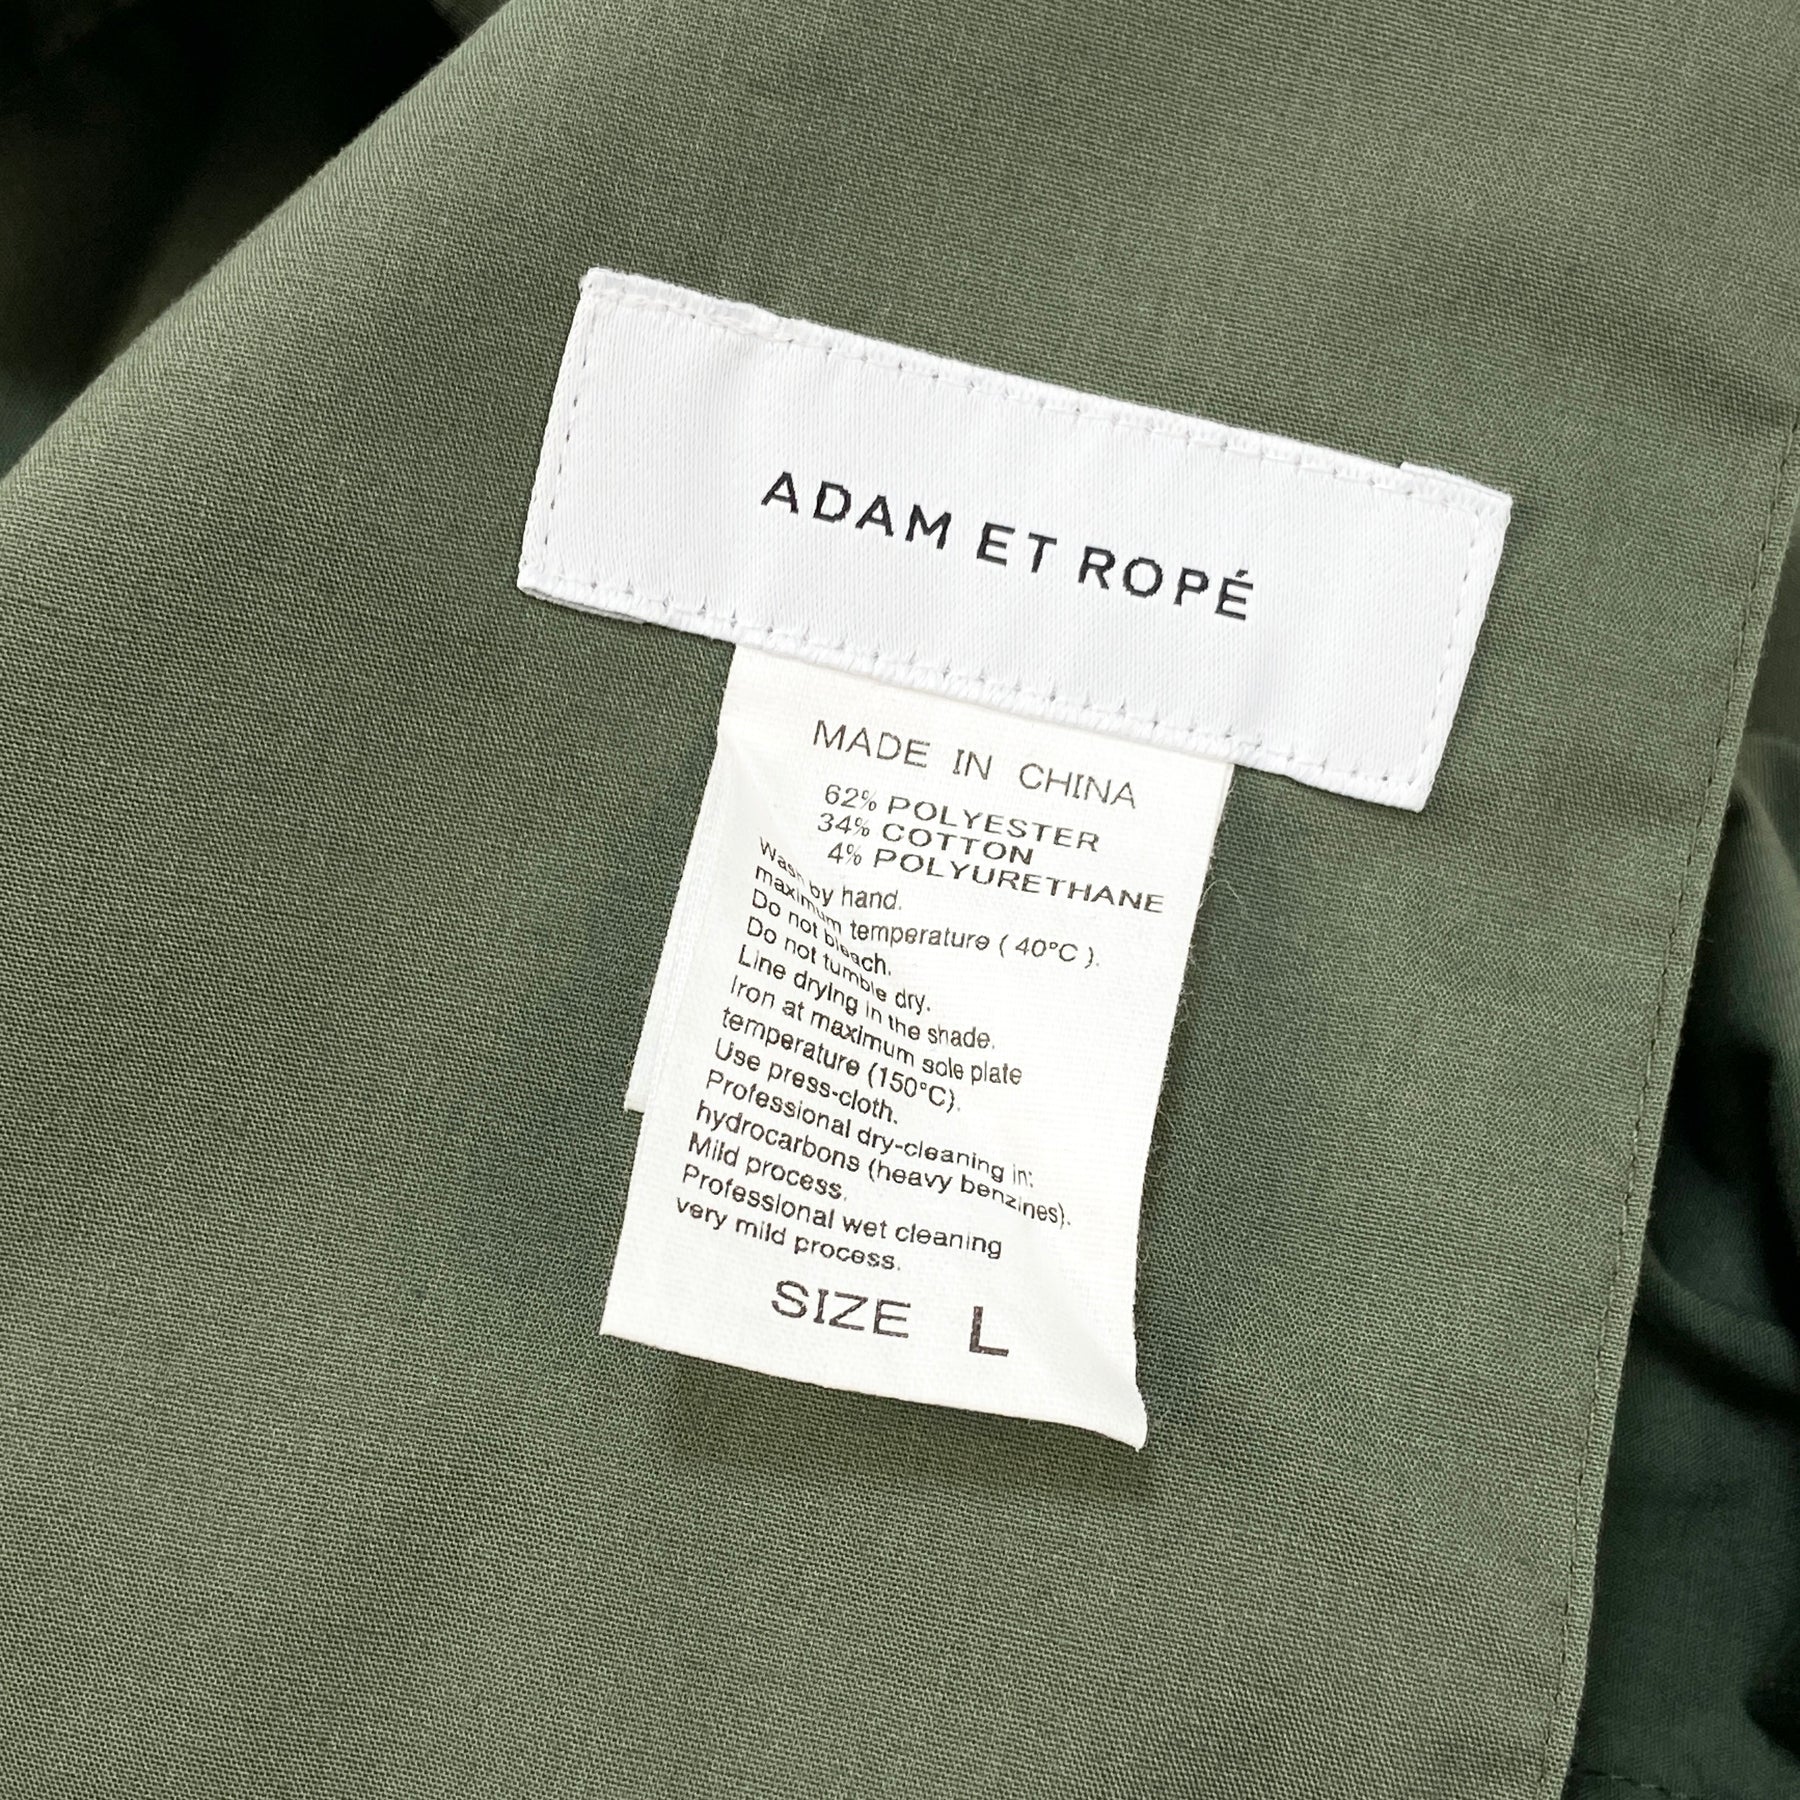 ADAM ET ROPÉ
MADE IN CHINA
62% POLYESTER
34% COTTON
4% POLYURETHANE
Wash by hand.
maximum temperature ( 40°C ).
Do not bleach.
Do not tumble dry.
Line drying in the shade.
Iron at maximum sole plate
temperature (150°C).
Use press-cloth.
Professional dry-cleaning in:
hydrocarbons (heavy benzines).
Mild process.
Professional wet cleaning
very mild process.
SIZE L